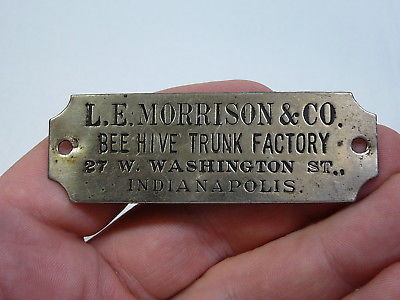 L.E. MORRISON & CO.
BEE HIVE TRUNK FACTORY
27 W. WASHINGTON ST.,
INDIANAPOLIS.